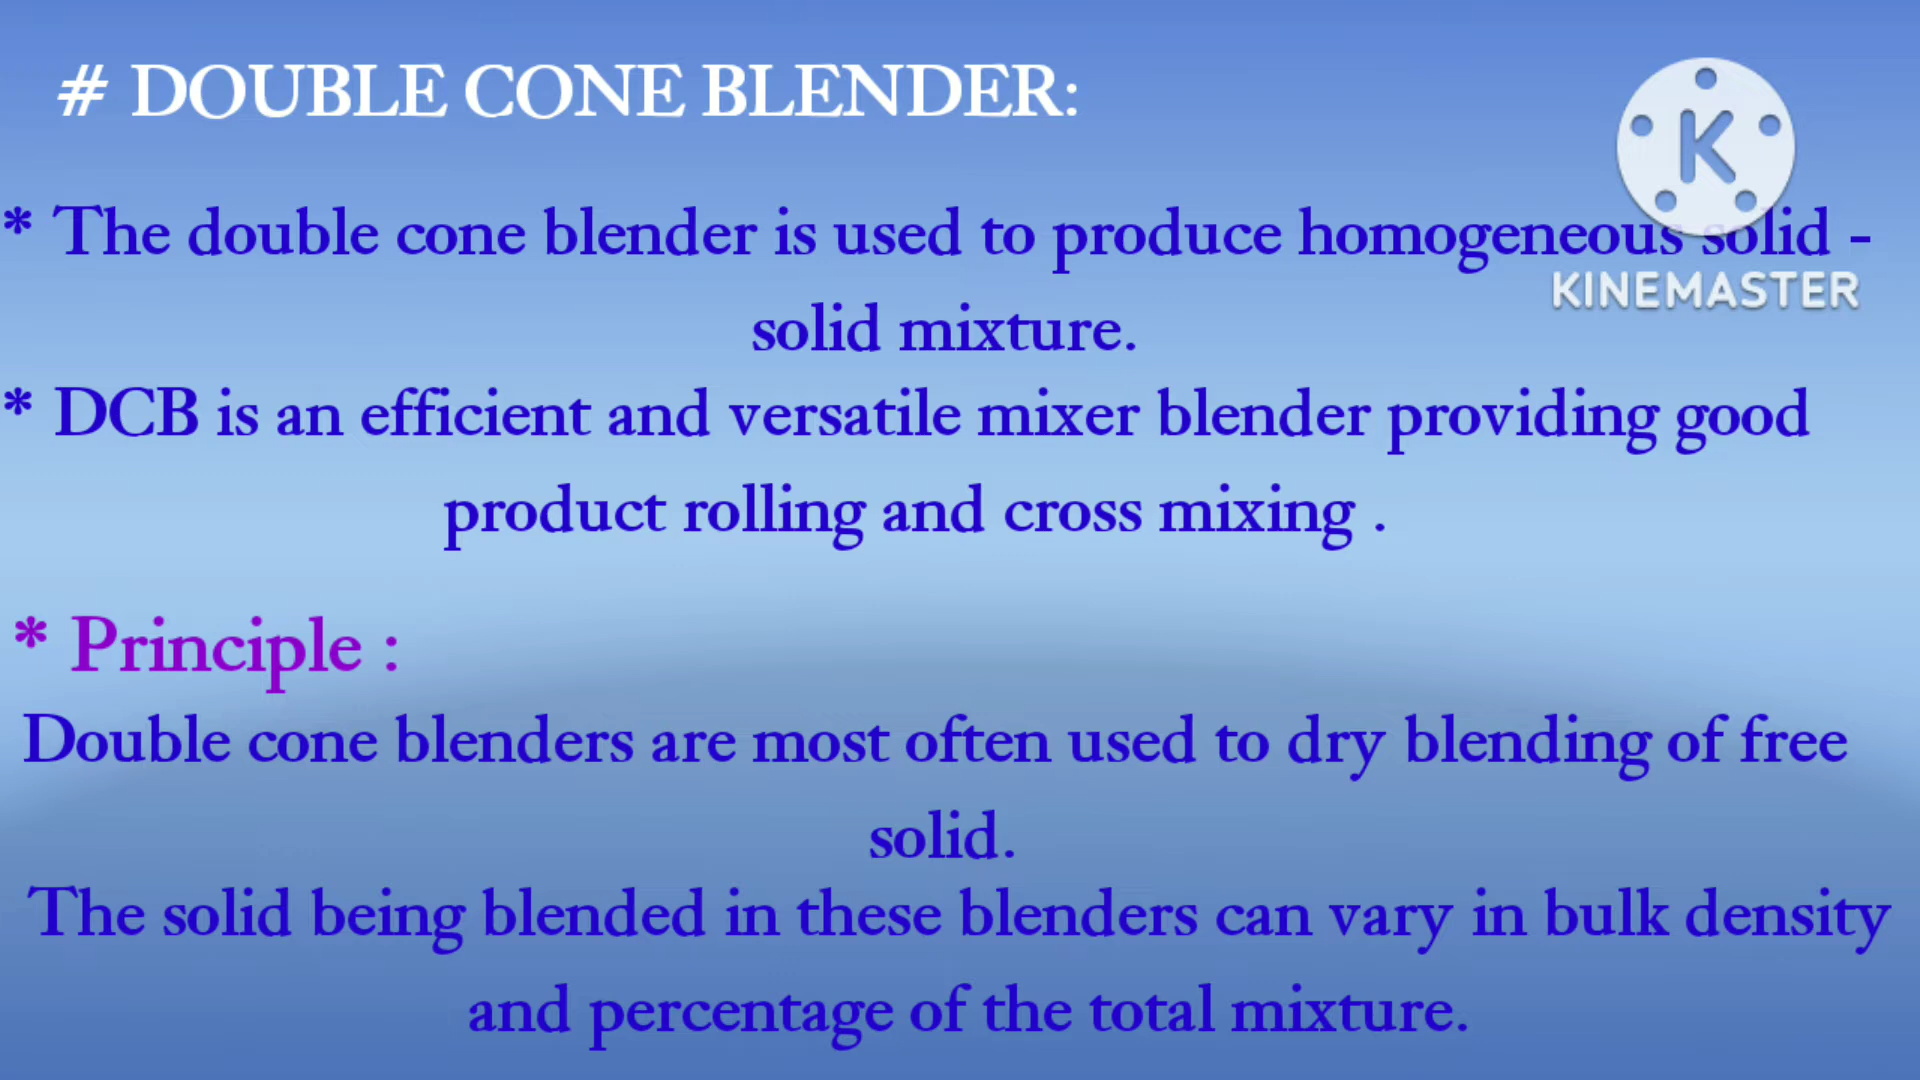 # DOUBLE CONE BLENDER:
K
* The double cone blender is used to produce homogeneous solid -
KINEMASTER
solid mixture.
* DCB is an efficient and versatile mixer blender providing good
product rolling and cross mixing .
* Principle :
Double cone blenders are most often used to dry blending of free
solid.
The solid being blended in these blenders can vary in bulk density
and percentage of the total mixture.